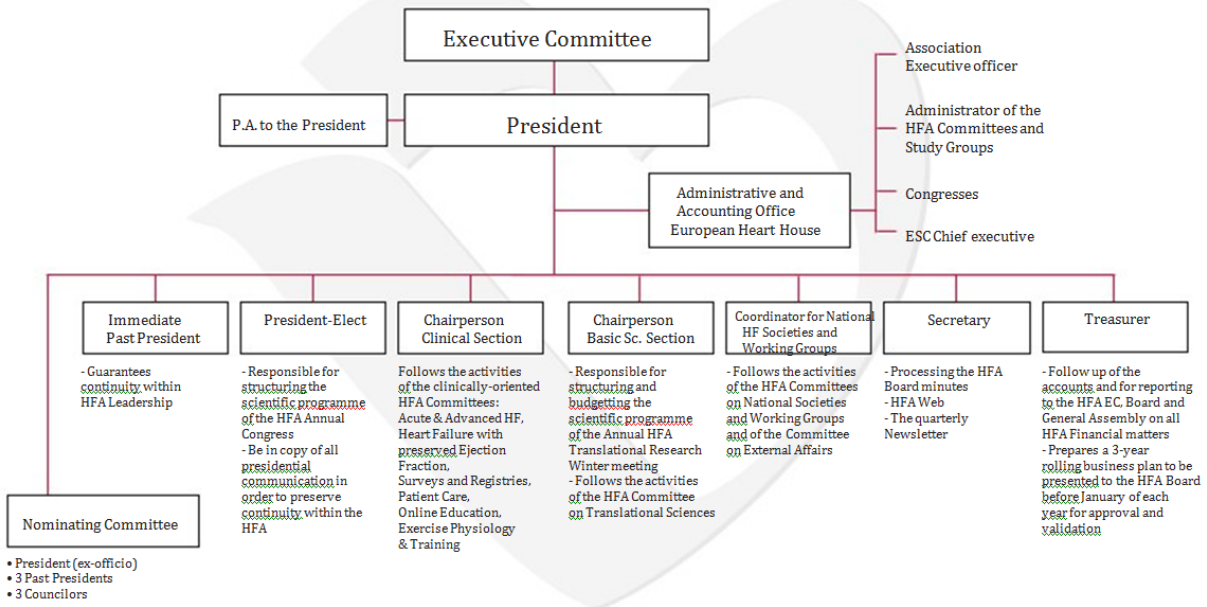 Executive Committee
P.A. to the President
President
Administrative and
Accounting Office
European Heart House
Association
Executive officer
Administrator of the
HFA Committees and
Study Groups
Congresses
ESC Chief executive
Immediate
Past President
- Guarantees
continuity within
HFA Leadership
President-Elect
- Responsible for
structuring the
scientific programme
of the HFA Annual
Congress
- Be in copy of all
presidential
communication in
order to preserve
continuity within the
HFA
Chairperson
Clinical Section
Follows the activities
of the clinically-oriented
HFA Committees:
Acute & Advanced HF,
Heart Failure with
preserved Ejection
Fraction,
Surveys and Registries,
Patient Care,
Online Education,
Exercise Physiology
& Training
Chairperson
Basic Sc. Section
- Responsible for
structuring and
budgetting the
scientific programme
of the Annual HFA
Translational Research
Winter meeting
- Follows the activities
of the HFA Committee
on Translational Sciences
Coordinator for National
HF Societies and
Working Groups
- Follows the activities
of the HFA Committees
on National Societies
and Working Groups
and of the Committee
on External Affairs
Secretary
- Processing the HFA
Board minutes
- HFA Web
- The quarterly
Newsletter
Treasurer
- Follow up of the
accounts and for reporting
to the HFA EC, Board and
General Assembly on all
HFA Financial matters
- Prepares a 3-year
rolling business plan to be
presented to the HFA Board
before January of each
year for approval and
validation
Nominating Committee
• President (ex-officio)
• 3 Past Presidents
• 3 Councilors